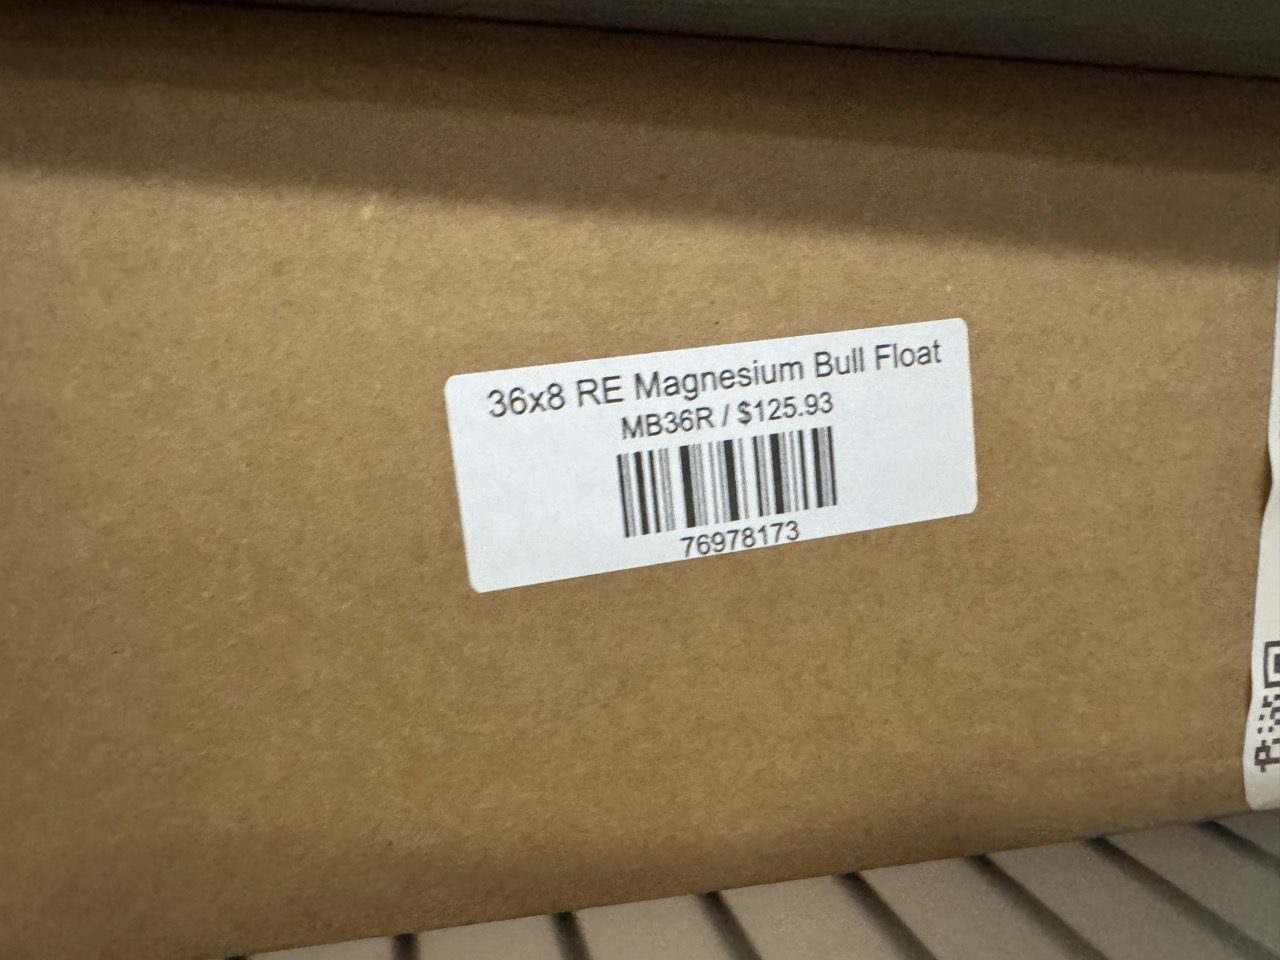 36x8 RE Magnesium Bull Float
MB36R / $125.93
76978173